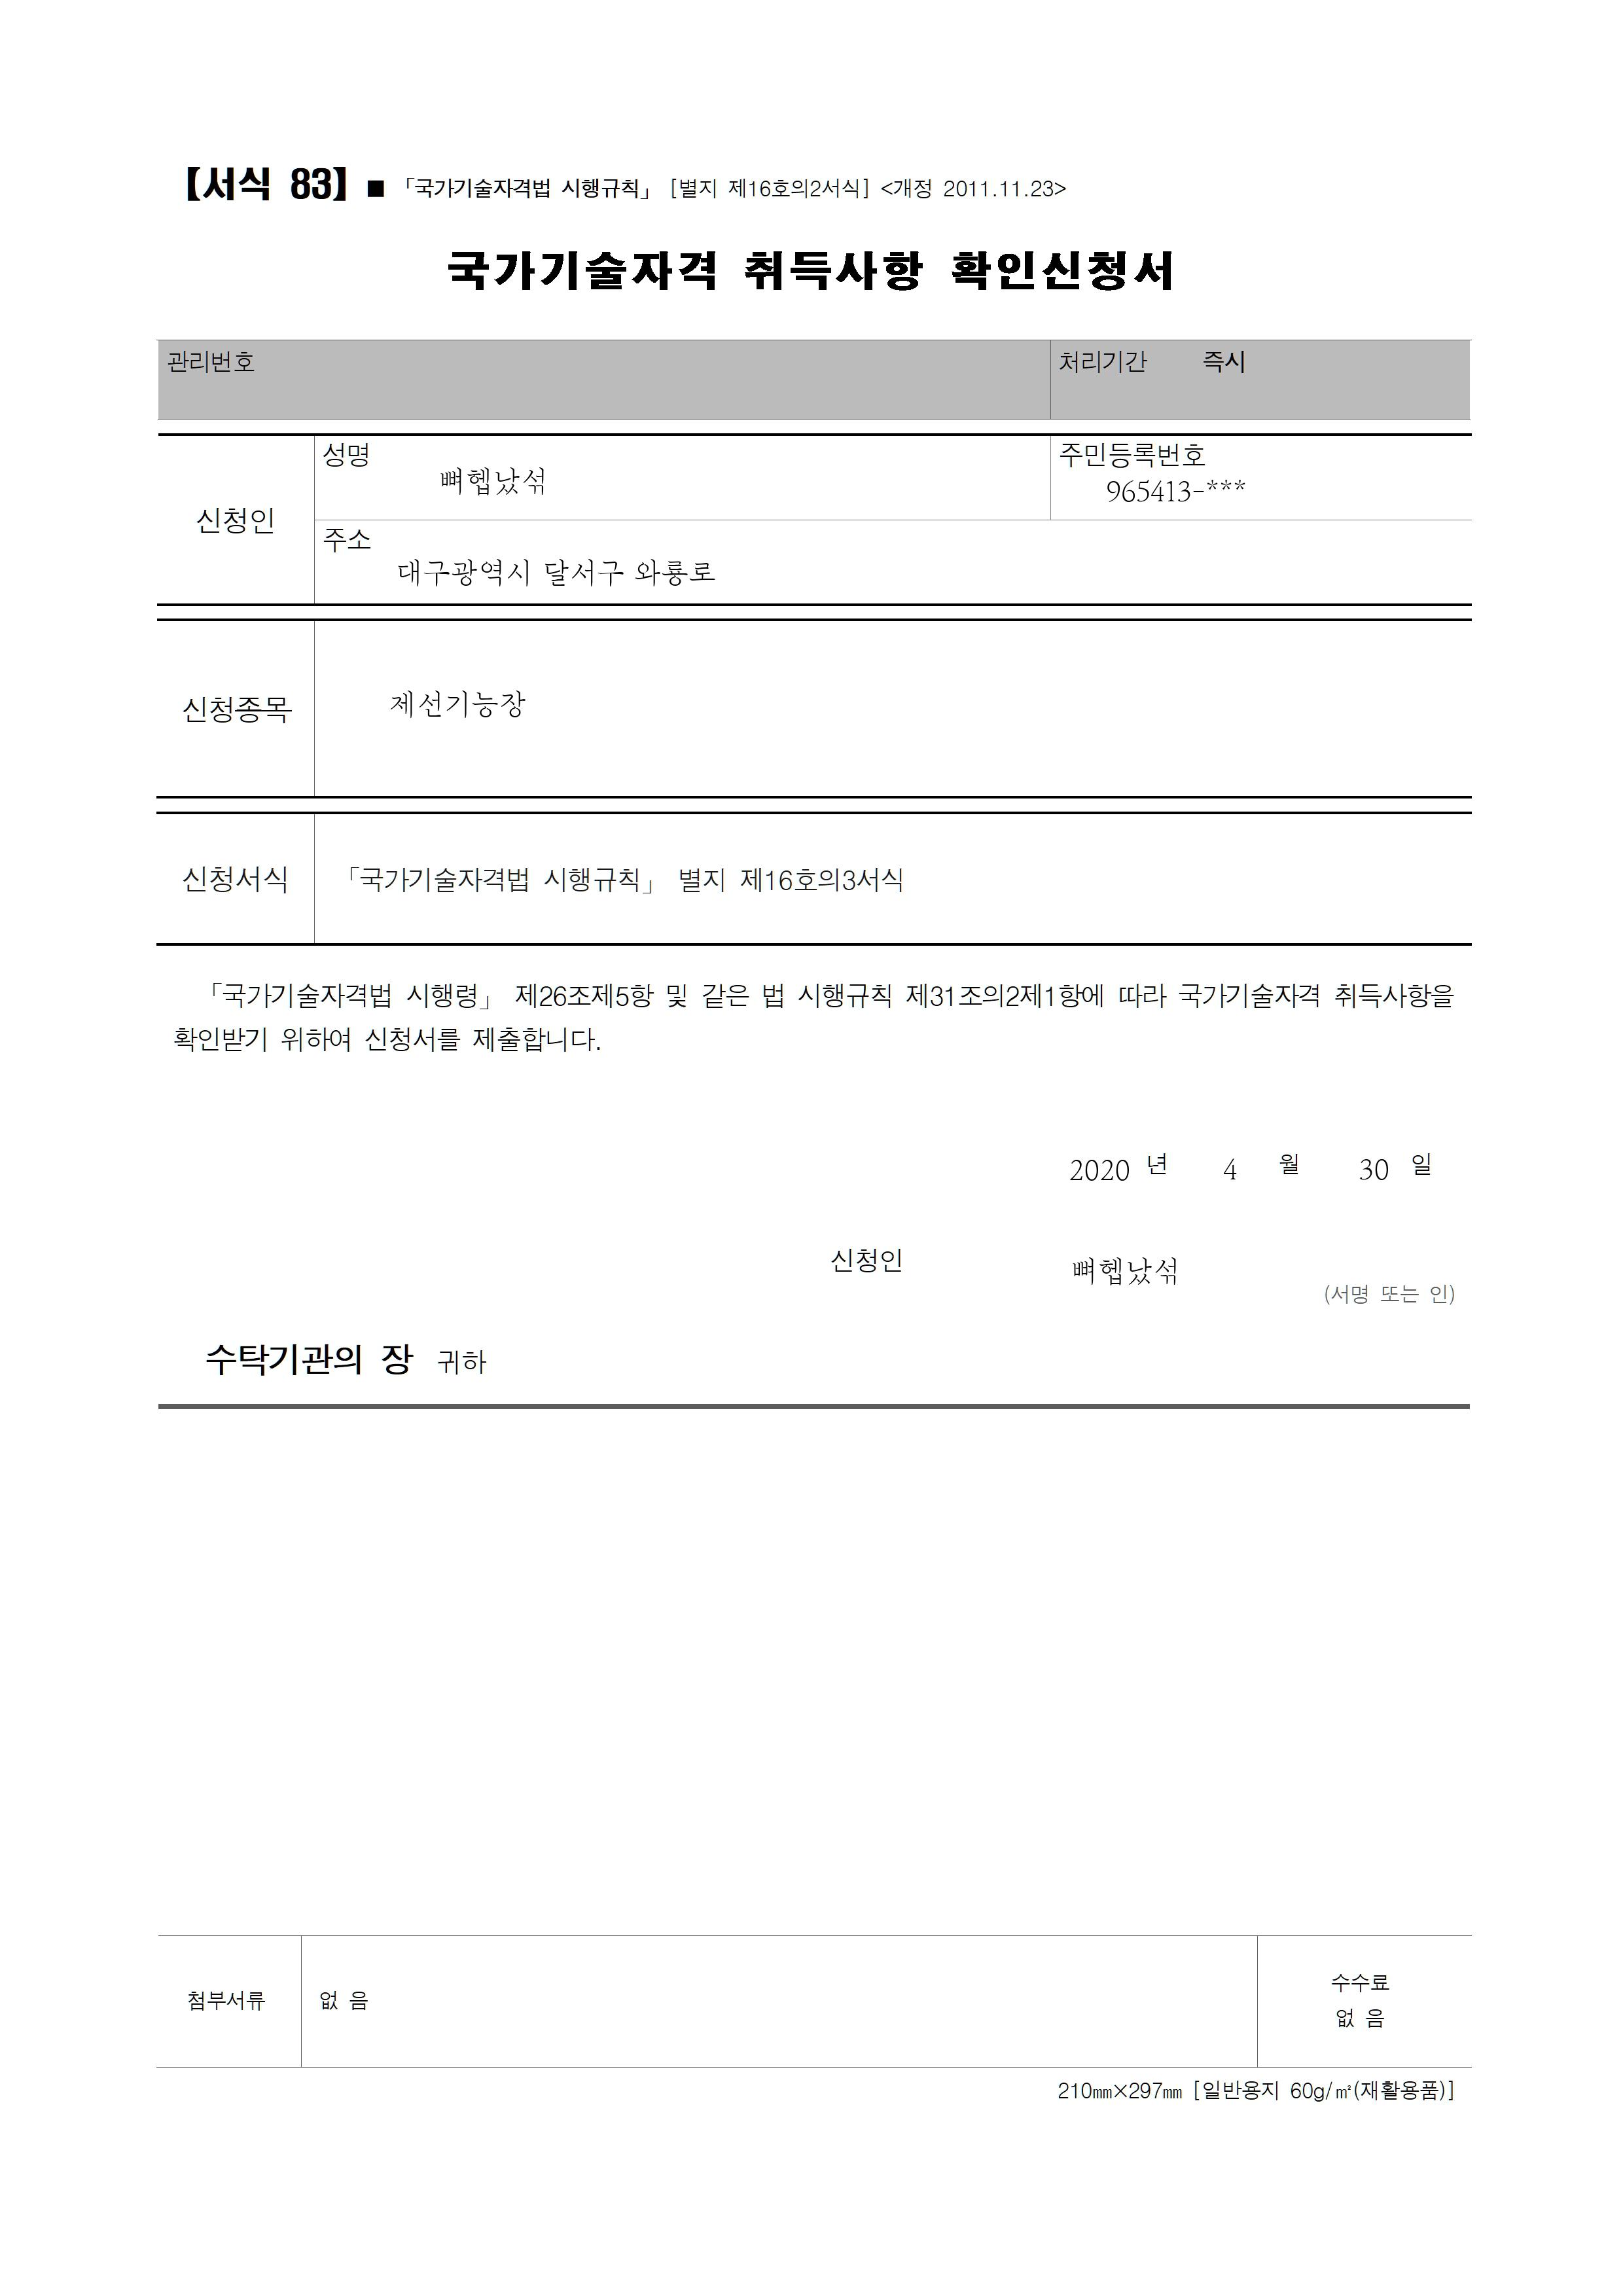 【서식 83】 ■ 「국가기술자격법 시행규칙」 [별지 제16호의2서식] <개정 2011.11.23>
국가기술자격 취득사항 확인신청서
관리번호
처리기간 즉시
신청인
성명
뼈헵났섞
주민등록번호
965413-***
주소
대구광역시 달서구 와룡로
신청종목
제선기능장
신청서식
「국가기술자격법 시행규칙」 별지 제16호의3서식
「국가기술자격법 시행령」 제26조제5항 및 같은 법 시행규칙 제31조의2제1항에 따라 국가기술자격 취득사항을
확인받기 위하여 신청서를 제출합니다.
2020 년 4 월 30 일
신청인 뼈헵났섞
(서명 또는 인)
수탁기관의 장 귀하
첨부서류
없 음
수수료
없 음
210㎜×297㎜ [일반용지 60g/㎡(재활용품)]